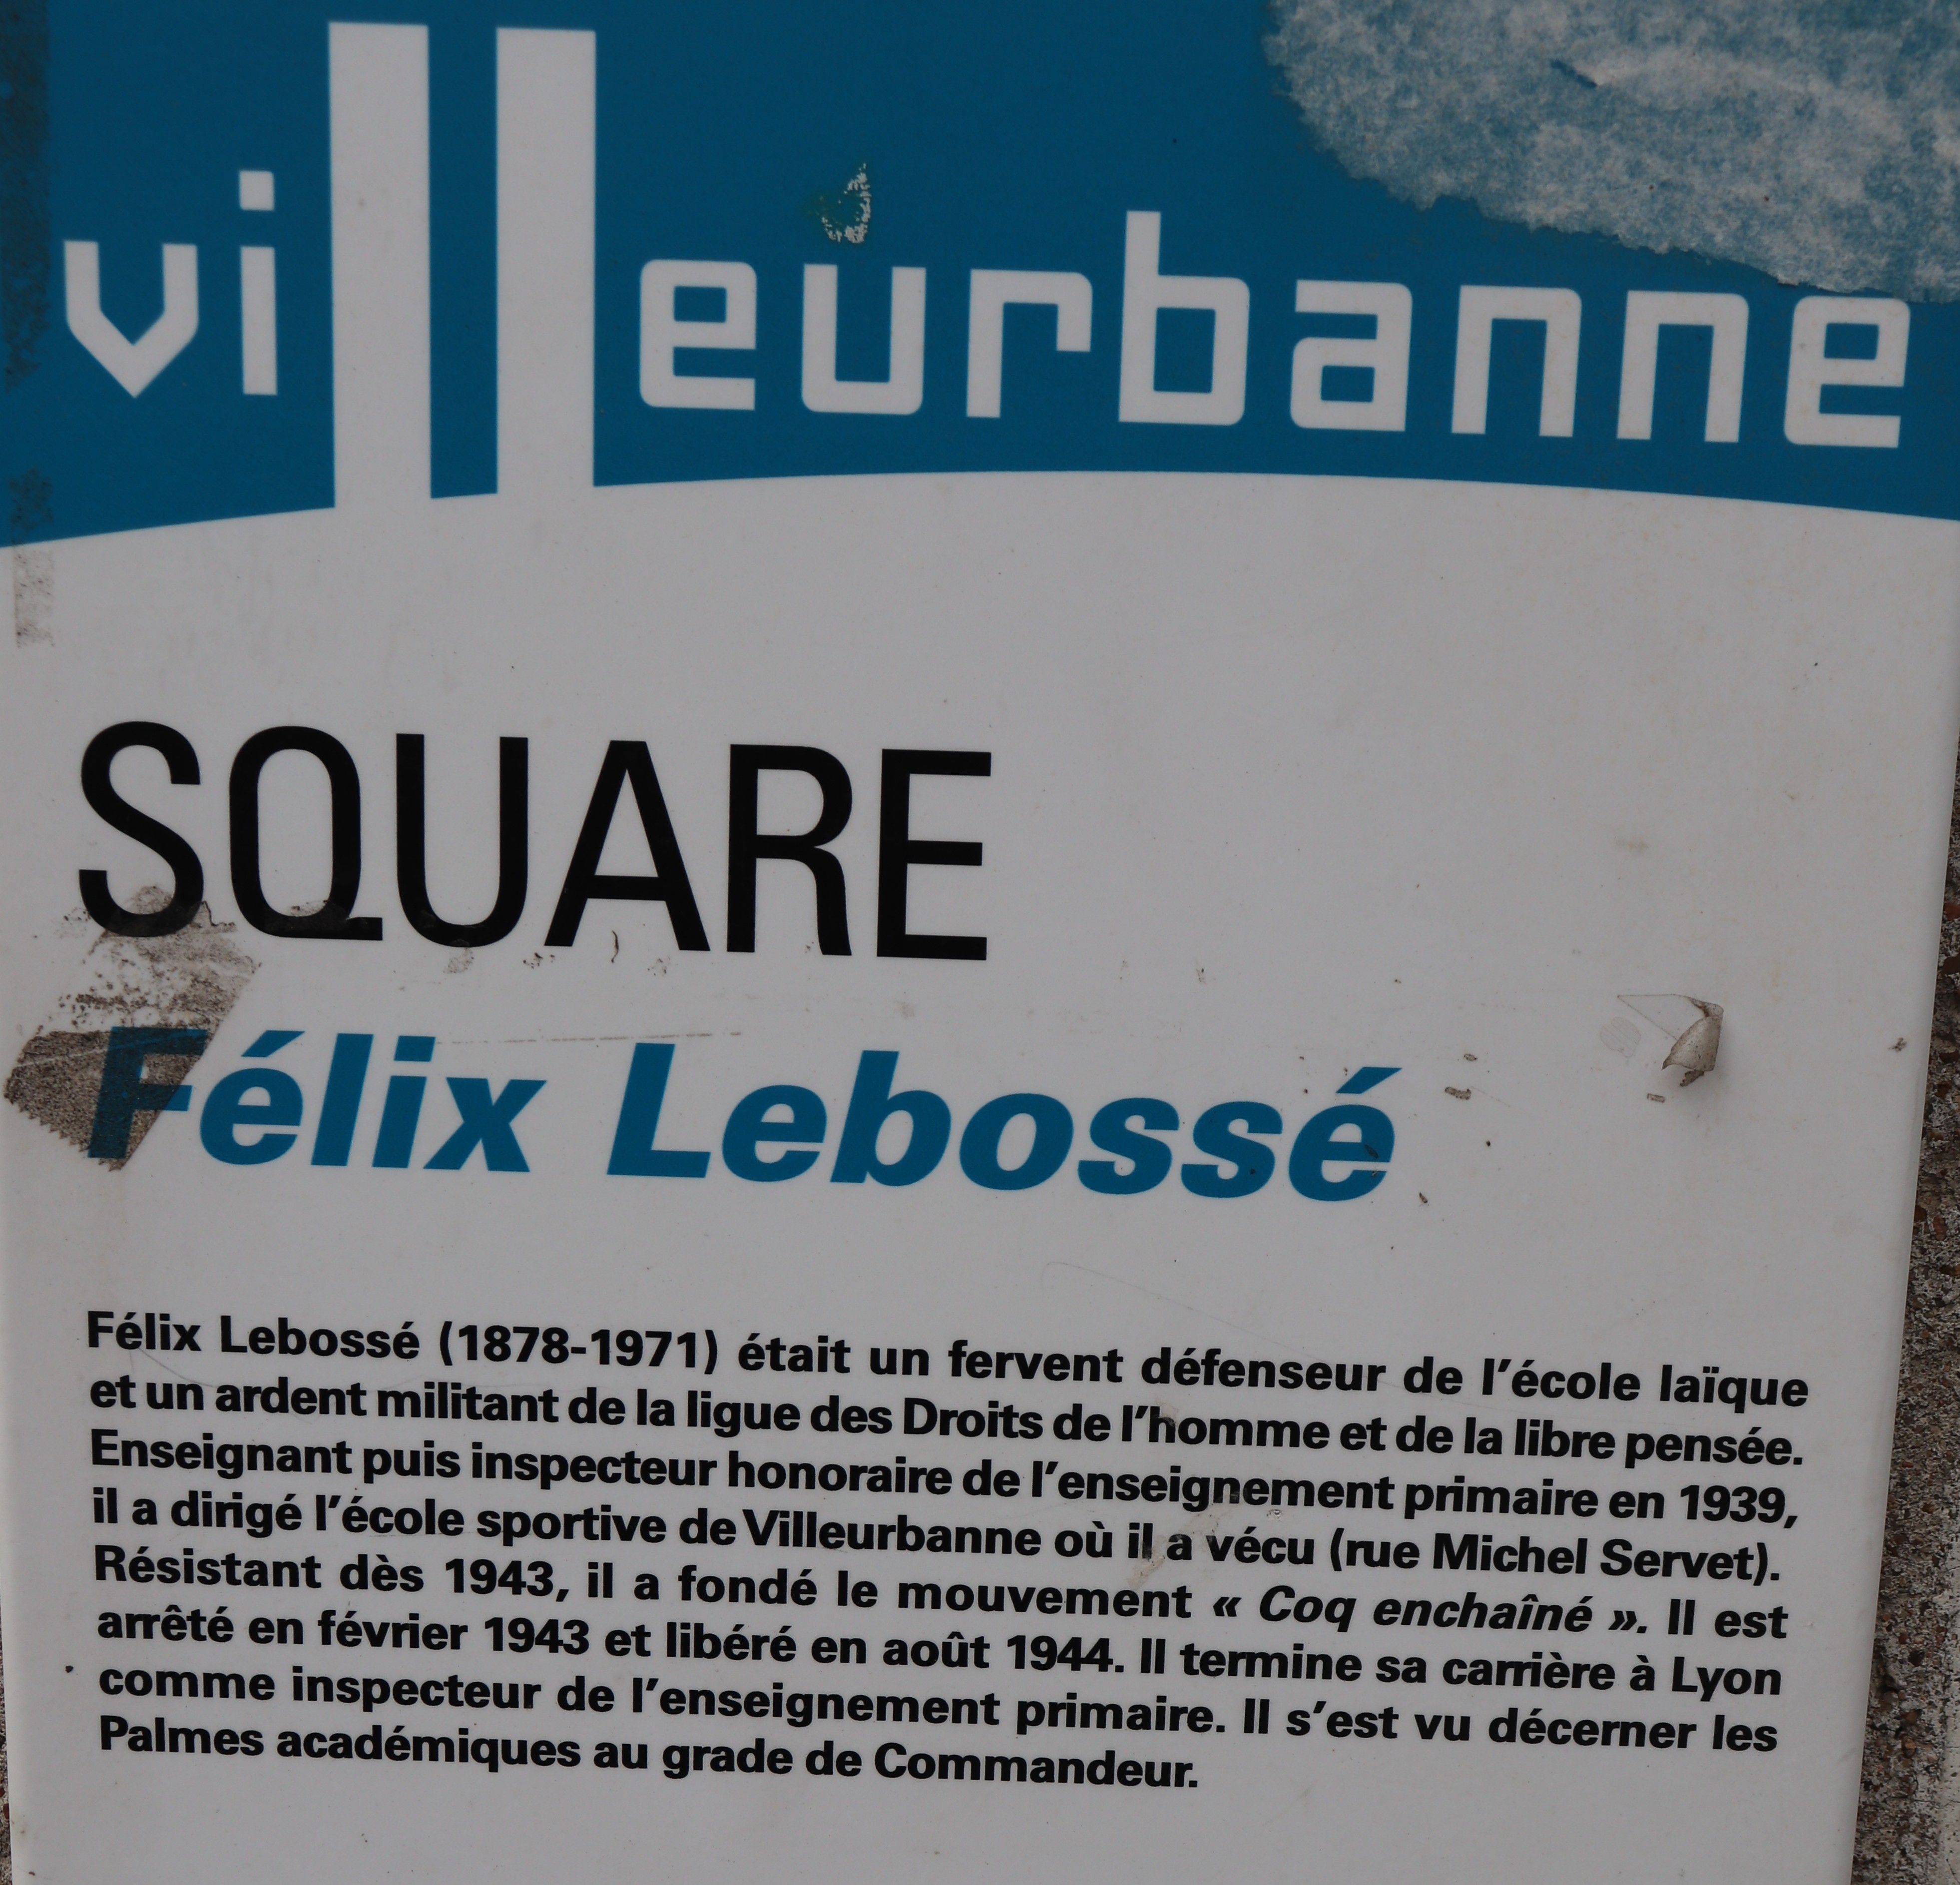 villeurbanne
SQUARE
Félix Lebossé
Félix Lebossé (1878-1971) était un fervent défenseur de l’école laïque
et un ardent militant de la ligue des Droits de l’homme et de la libre pensée.
Enseignant puis inspecteur honoraire de l’enseignement primaire en 1939,
il a dirigé l’école sportive de Villeurbanne où il a vécu (rue Michel Servet).
Résistant dès 1943, il a fondé le mouvement « Coq enchaîné ». Il est
arrêté en février 1943 et libéré en août 1944. Il termine sa carrière à Lyon
comme inspecteur de l’enseignement primaire. Il s’est vu décerner les
Palmes académiques au grade de Commandeur.